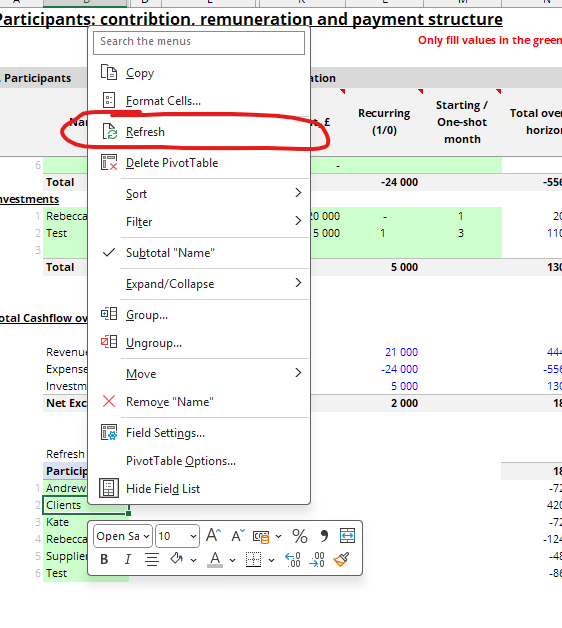 Participants: contribtion, remuneration and payment structure
Only fill values in the green
. Participants
ation
Recurring
(1/0)
Starting /
One-shot
month
Total over
horizo
Na
t, £
6 -
Total -24 000 -556
nvestments
1 Rebecca 20 000 - 1 20
2 Test 5 000 1 3 110
3
Total 5 000 130
otal Cashflow ov
Revenue 21 000 444
Expense -24 000 -556
Investm 5 000 130
Net Exc 2 000 18
Refresh
Particip 18
1 Andrew -72
2 Clients 420
3 Kate -72
4 Rebecca -124
5 Supplier -48
6 Test -86
Search the menus
Copy
Format Cells...
Refresh
Delete PivotTable
Sort
Filter
Subtotal "Name"
Expand/Collapse
Group...
Ungroup...
Move
Remove "Name"
Field Settings...
PivotTable Options...
Hide Field List
Open Sa 10 A A % ,
B I A .00